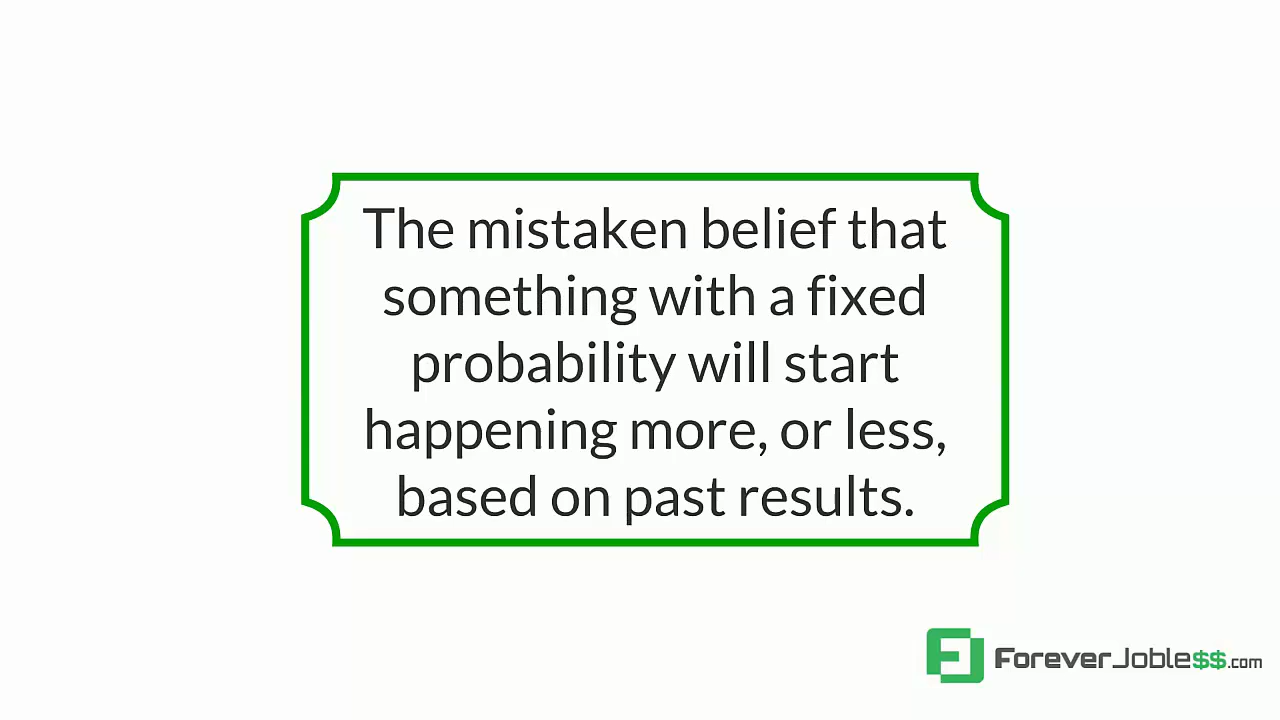 The mistaken belief that
something with a fixed
probability will start
happening more, or less,
based on past results.
ForeverJoble$$.com